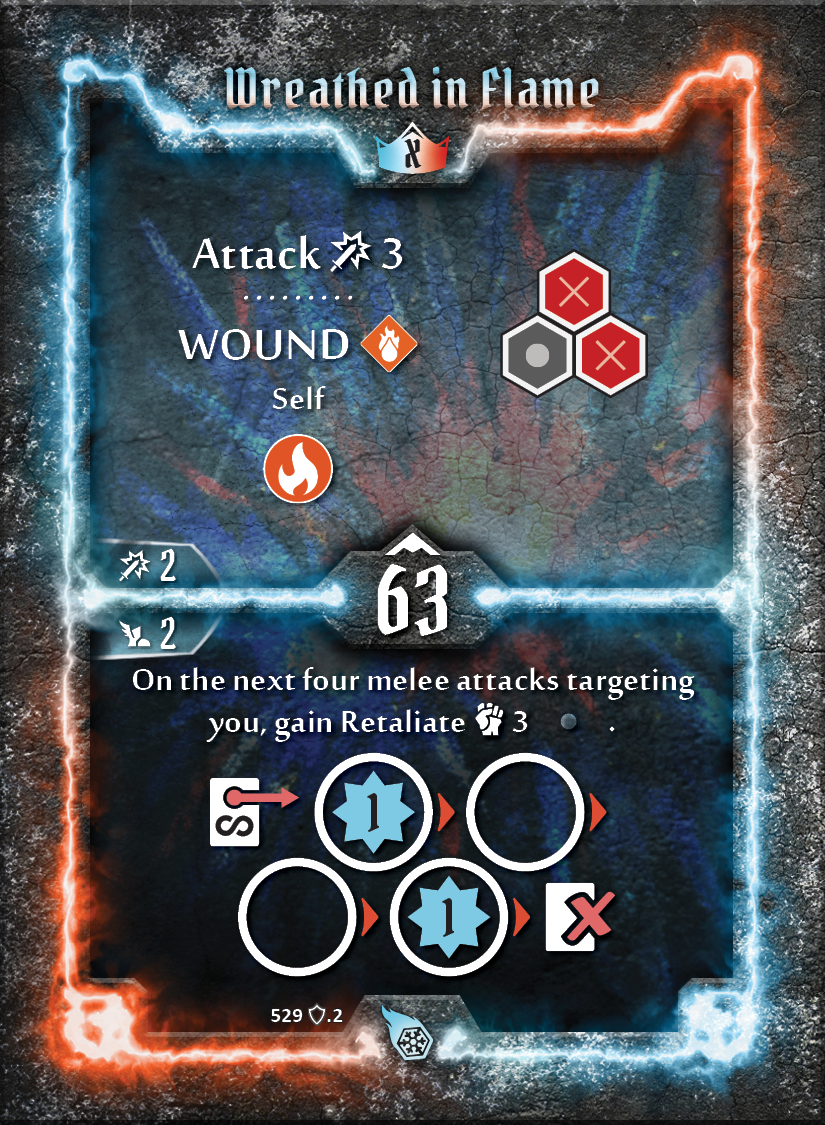 Wreathed in Flame
X
Attack 3
WOUND
Self
2
63
2
On the next four melee attacks targeting
you, gain Retaliate 3 .
1
1
529 .2